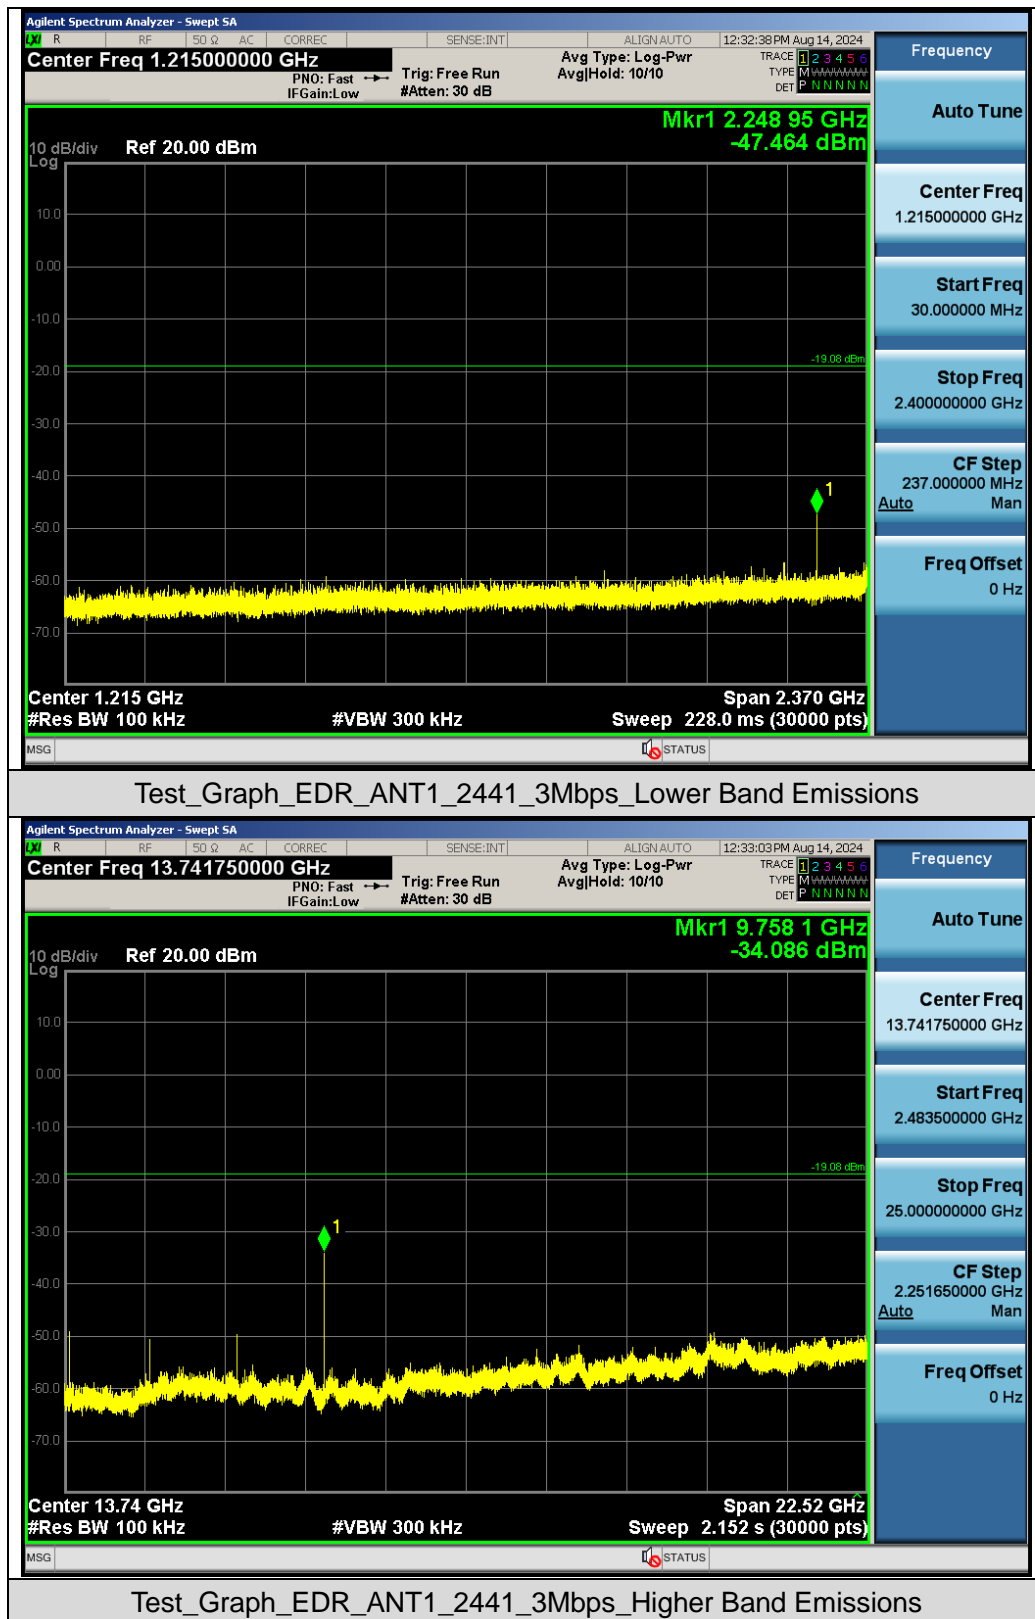 Agilent Spectrum Analyzer - Swept SA
LXI R RF 50 Ω AC CORREC SENSE:INT ALIGN AUTO 12:32:38 PM Aug 14, 2024
Center Freq 1.215000000 GHz
PNO: Fast
IFGain:Low
Trig: Free Run
#Atten: 30 dB
Avg Type: Log-Pwr
Avg|Hold: 10/10
TRACE 1 2 3 4 5 6
TYPE M WWWWW
DET P N N N N N
Mkr1 2.248 95 GHz
-47.464 dBm
10 dB/div Ref 20.00 dBm
Log
10.0
0.00
-10.0
-19.08 dBm
-20.0
-30.0
-40.0
1
-50.0
-60.0
-70.0
Center 1.215 GHz Span 2.370 GHz
#Res BW 100 kHz #VBW 300 kHz Sweep 228.0 ms (30000 pts)
MSG STATUS
Frequency
Auto Tune
Center Freq
1.215000000 GHz
Start Freq
30.000000 MHz
Stop Freq
2.400000000 GHz
CF Step
237.000000 MHz
Auto Man
Freq Offset
0 Hz
Test_Graph_EDR_ANT1_2441_3Mbps_Lower Band Emissions
Agilent Spectrum Analyzer - Swept SA
LXI R RF 50 Ω AC CORREC SENSE:INT ALIGN AUTO 12:33:03 PM Aug 14, 2024
Center Freq 13.741750000 GHz
PNO: Fast
IFGain:Low
Trig: Free Run
#Atten: 30 dB
Avg Type: Log-Pwr
Avg|Hold: 10/10
TRACE 1 2 3 4 5 6
TYPE M WWWWW
DET P N N N N N
Mkr1 9.758 1 GHz
-34.086 dBm
10 dB/div Ref 20.00 dBm
Log
10.0
0.00
-10.0
-19.08 dBm
-20.0
1
-30.0
-40.0
-50.0
-60.0
-70.0
Center 13.74 GHz Span 22.52 GHz
#Res BW 100 kHz #VBW 300 kHz Sweep 2.152 s (30000 pts)
MSG STATUS
Frequency
Auto Tune
Center Freq
13.741750000 GHz
Start Freq
2.483500000 GHz
Stop Freq
25.000000000 GHz
CF Step
2.251650000 GHz
Auto Man
Freq Offset
0 Hz
Test_Graph_EDR_ANT1_2441_3Mbps_Higher Band Emissions